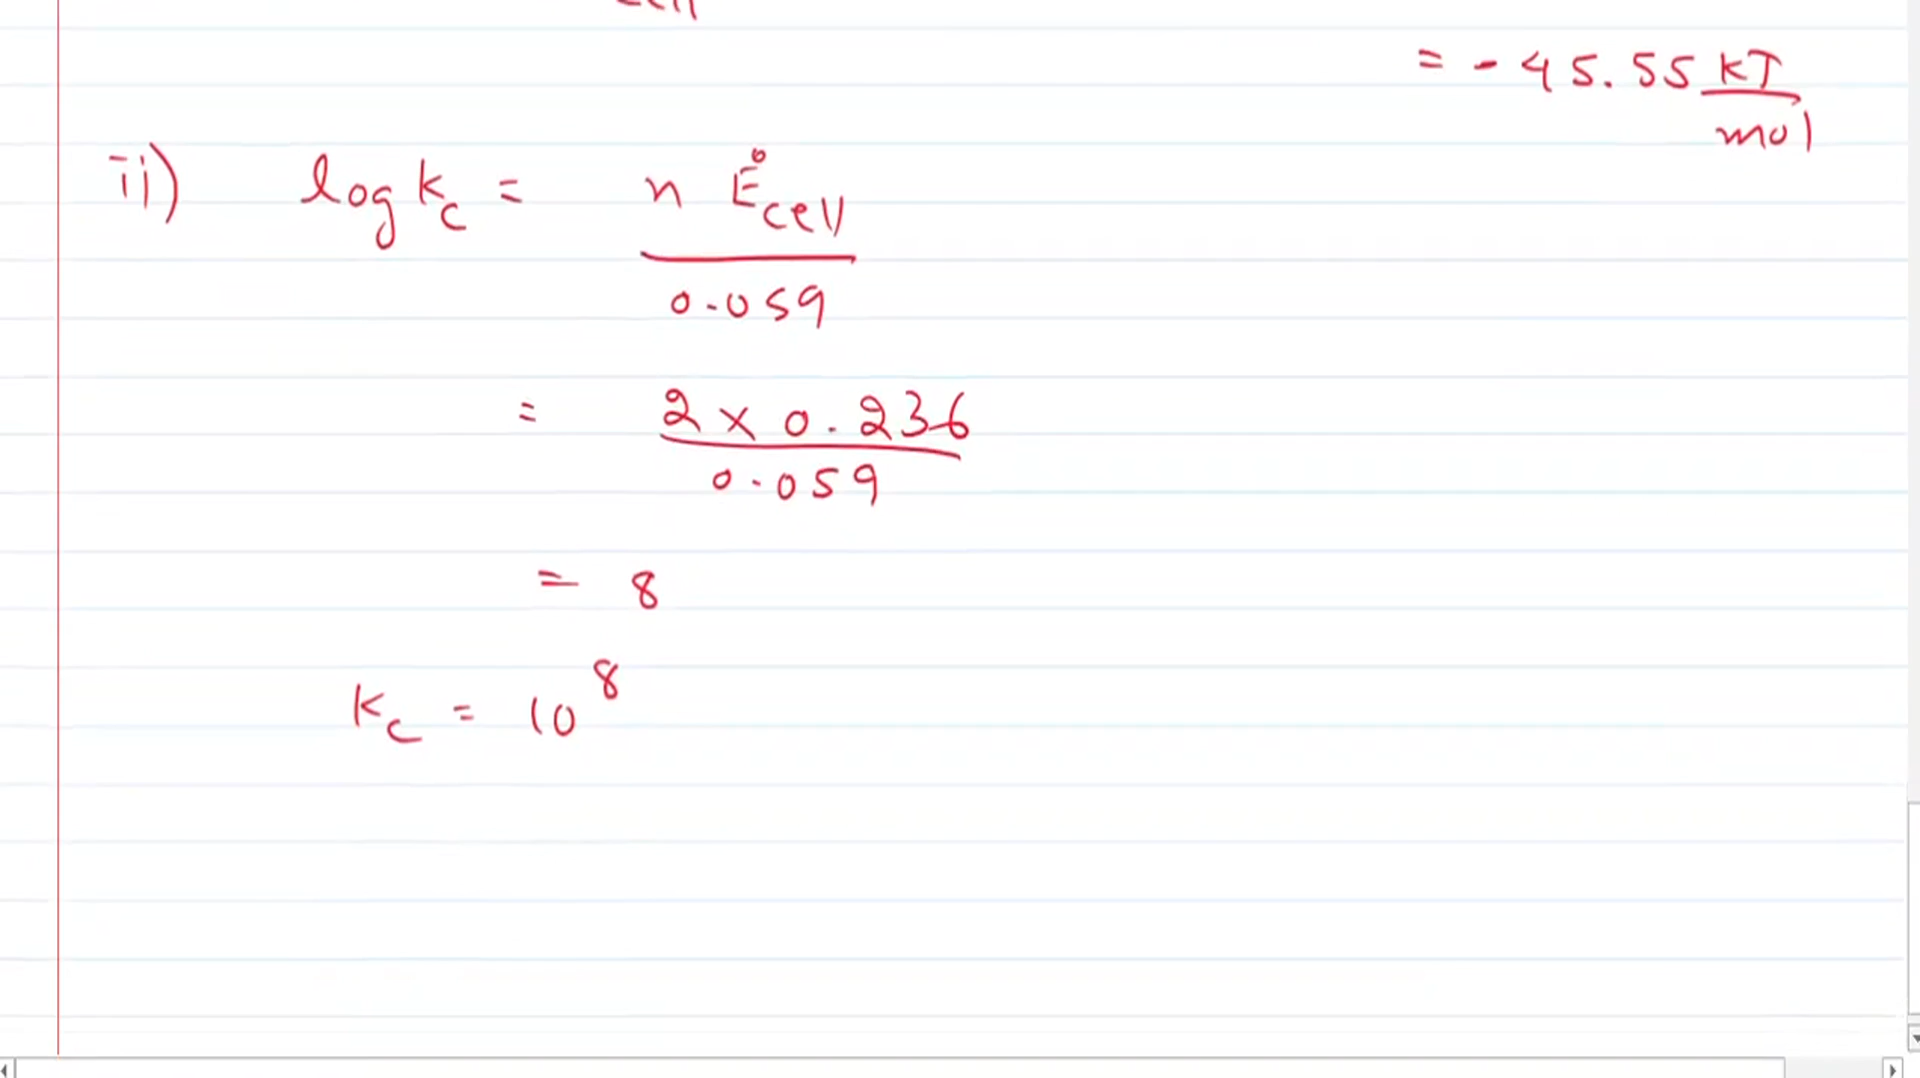 cell
= - 45.55 kJ/mol
ii) log Kc = n E°cell / 0.059
= 2 × 0.236 / 0.059
= 8
Kc = 10^8